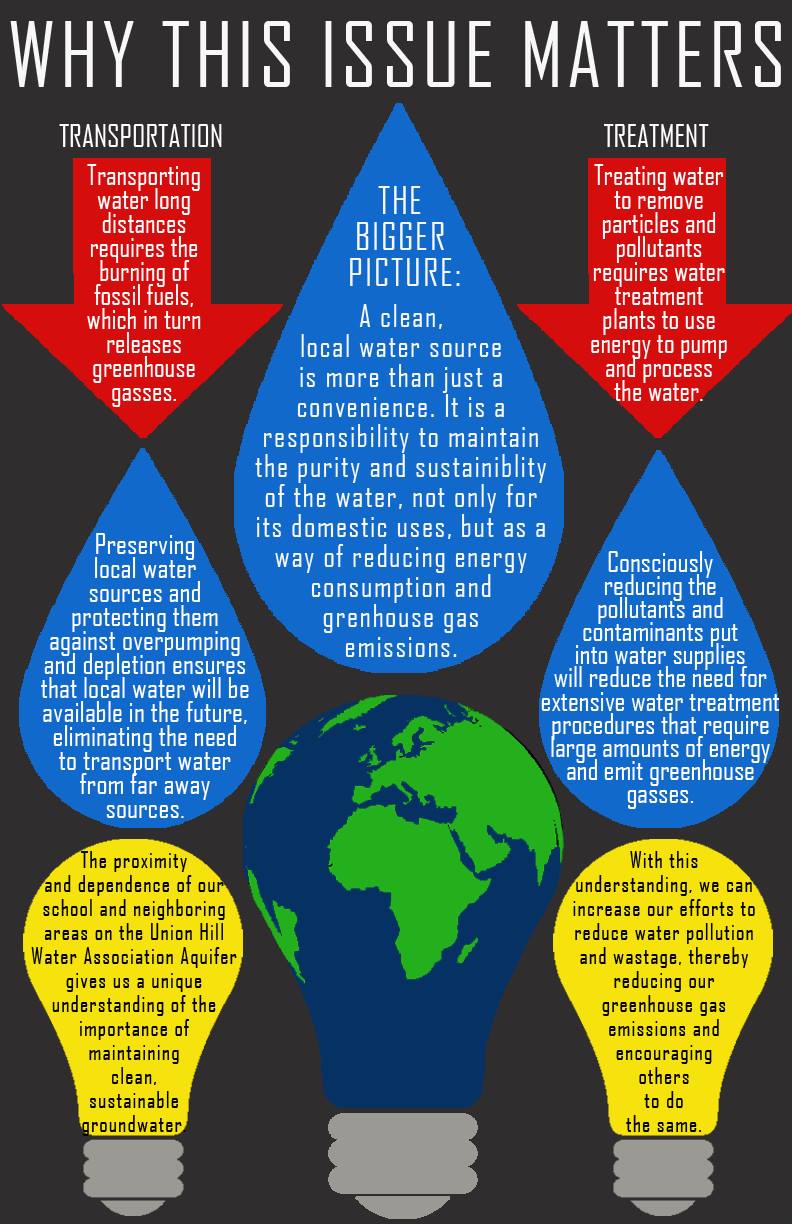 WHY THIS ISSUE MATTERS
TRANSPORTATION
Transporting
water long
distances
requires the
burning of
fossil fuels,
which in turn
releases
greenhouse
gasses.
Preserving
local water
sources and
protecting them
against overpumping
and depletion ensures
that local water will be
available in the future,
eliminating the need
to transport water
from far away
sources.
The proximity
and dependence of our
school and neighboring
areas on the Union Hill
Water Association Aquifer
gives us a unique
understanding of the
importance of
maintaining
clean,
sustainable
groundwater.
THE
BIGGER
PICTURE:
A clean,
local water source
is more than just a
convenience. It is a
responsibility to maintain
the purity and sustainiblity
of the water, not only for
its domestic uses, but as a
way of reducing energy
consumption and
grenhouse gas
emissions.
TREATMENT
Treating water
to remove
particles and
pollutants
requires water
treatment
plants to use
energy to pump
and process
the water.
Consciously
reducing the
pollutants and
contaminants put
into water supplies
will reduce the need for
extensive water treatment
procedures that require
large amounts of energy
and emit greenhouse
gasses.
With this
understanding, we can
increase our efforts to
reduce water pollution
and wastage, thereby
reducing our
greenhouse gas
emissions and
encouraging
others
to do
the same.